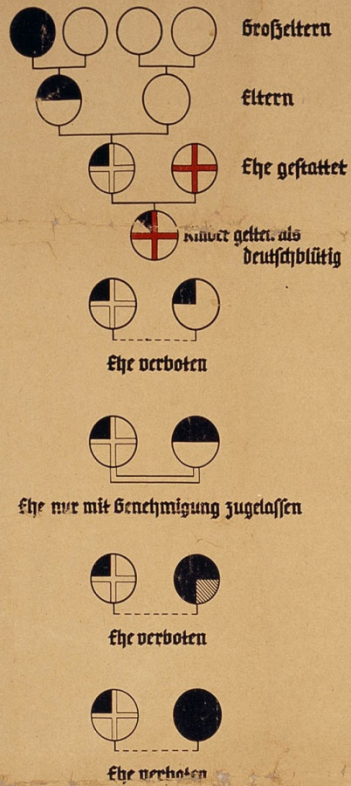 Großeltern
Eltern
Ehe gestattet
Kinder gelten als
deutschblütig
Ehe verboten
Ehe nur mit Genehmigung zugelassen
Ehe verboten
Ehe verboten